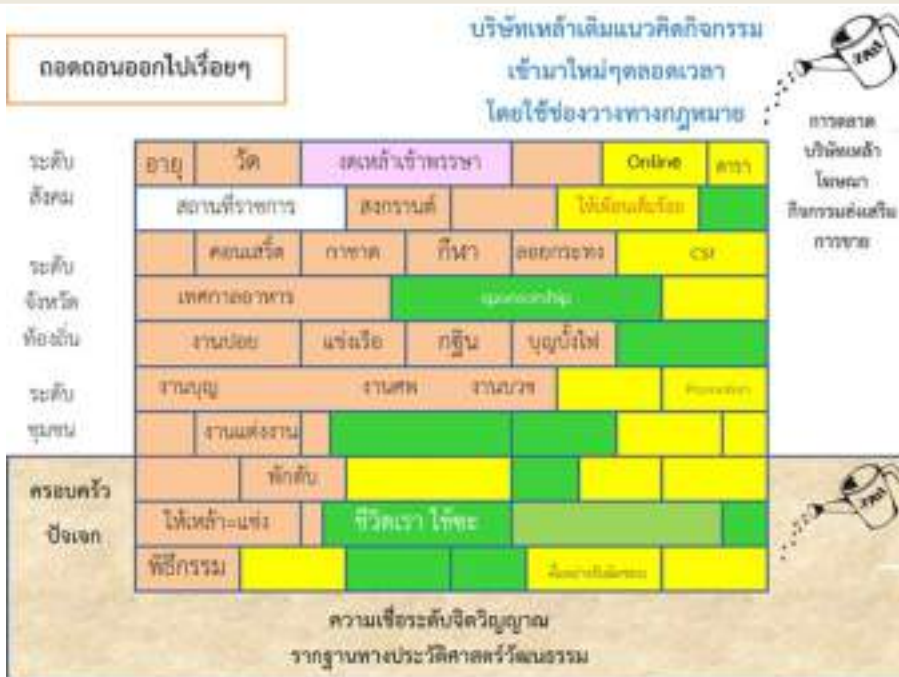 ถอดถอนออกไปเรื่อยๆ
บริษัทเหล้าเติมแนวคิดกิจกรรม
เข้ามาใหม่ๆตลอดเวลา
โดยใช้ช่องว่างทางกฎหมาย
การตลาด
บริษัทเหล้า
โฆษณา
กิจกรรมส่งเสริม
การขาย
ระดับ
สังคม
อายุ วัด งดเหล้าเข้าพรรษา Online ดารา
สถานที่ราชการ สงกรานต์ ให้เพื่อนเต็มร้อย
ระดับ
จังหวัด
ท้องถิ่น
คอนเสริ์ต กาชาด กีฬา ลอยกระทง csr
เทศกาลอาหาร sponsorship
งานปอย แข่งเรือ กฐิน บุญบั้งไฟ
ระดับ
ชุมชน
งานบุญ งานศพ งานบวช Promotion
งานแต่งงาน
ครอบครัว
ปัจเจก
พักตับ
ให้เหล้า=แช่ง ชีวิตเรา ใช้ซะ
พิธีกรรม
ความเชื่อระดับจิตวิญญาณ
รากฐานทางประวัติศาสตร์วัฒนธรรม